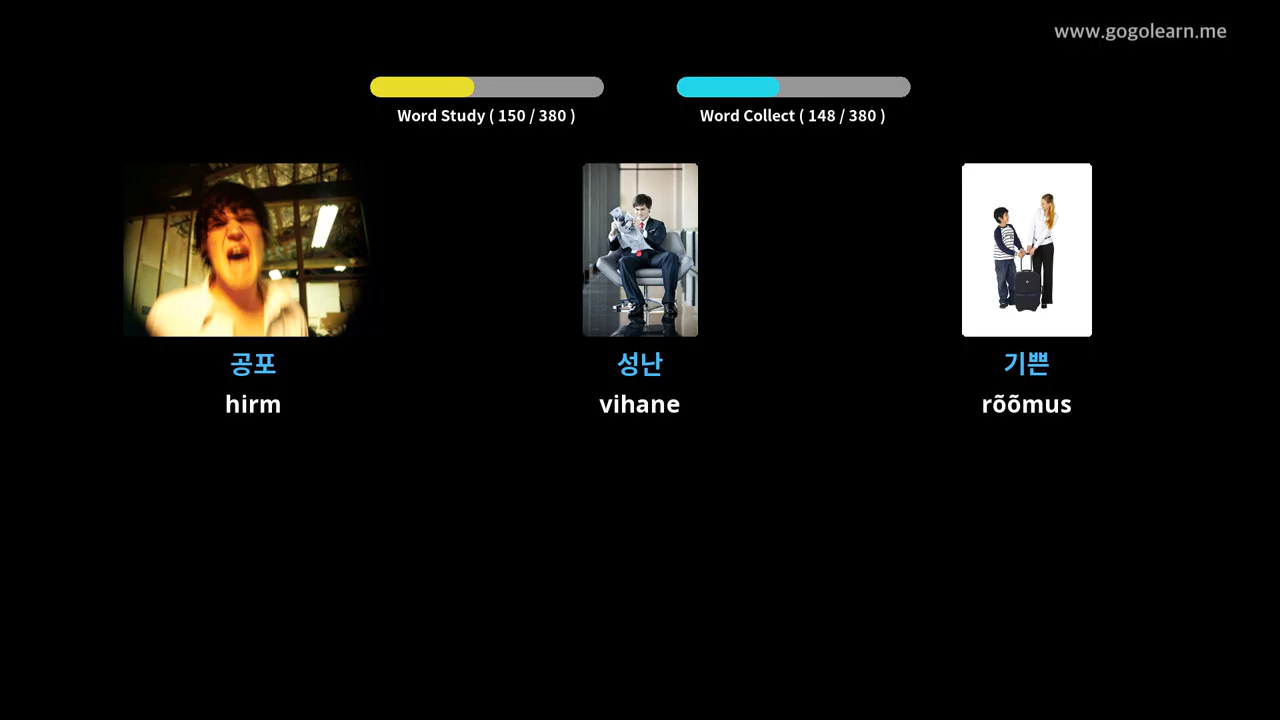 www.gogolearn.me
Word Study ( 150 / 380 )
Word Collect ( 148 / 380 )
공포
성난
기쁜
hirm
vihane
rõõmus